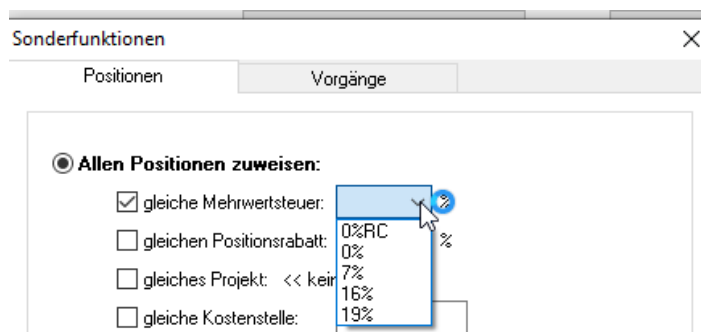 Sonderfunktionen
Positionen Vorgänge
Allen Positionen zuweisen:
gleiche Mehrwertsteuer: %
0%RC
gleichen Positionsrabatt: %
0%
7%
gleiches Projekt: << kein
16%
gleiche Kostenstelle:
19%